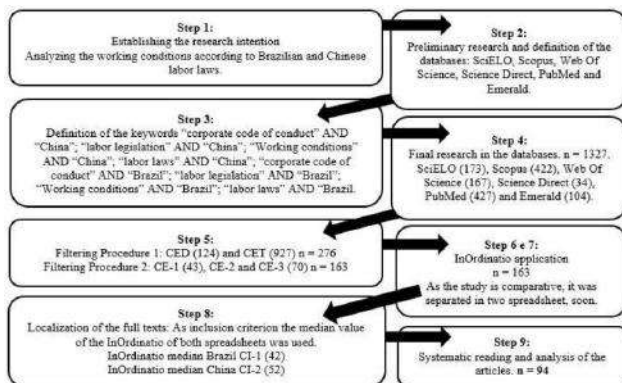 Step 1:
Establishing the research intention
Analyzing the working conditions according to Brazilian and Chinese
labor laws.
Step 2:
Preliminary research and definition of the
databases: SciELO, Scopus, Web Of
Science, Science Direct, PubMed and
Emerald.
Step 3:
Definition of the keywords “corporate code of conduct” AND
“China”; “labor legislation” AND “China”; “Working conditions”
AND “China”; “labor laws” AND “China”; “corporate code of
conduct” AND “Brazil”; “labor legislation” AND “Brazil”;
“Working conditions” AND “Brazil”; “labor laws” AND “Brazil.
Step 4:
Final research in the databases. n = 1327.
SciELO (173), Scopus (422), Web Of
Science (167), Science Direct (34),
PubMed (427) and Emerald (104).
Step 5:
Filtering Procedure 1: CED (124) and CET (927) n = 276
Filtering Procedure 2: CE-1 (43), CE-2 and CE-3 (70) n = 163
Step 6 e 7:
InOrdinatio application
n = 163
As the study is comparative, it was
separated in two spreadsheet, soon.
Step 8:
Localization of the full texts: As inclusion criterion the median value
of the InOrdinatio of both spreadsheets was used.
InOrdinatio median Brazil CI-1 (42)
InOrdinatio median China CI-2 (52)
Step 9:
Systematic reading and analysis of the
articles. n = 94